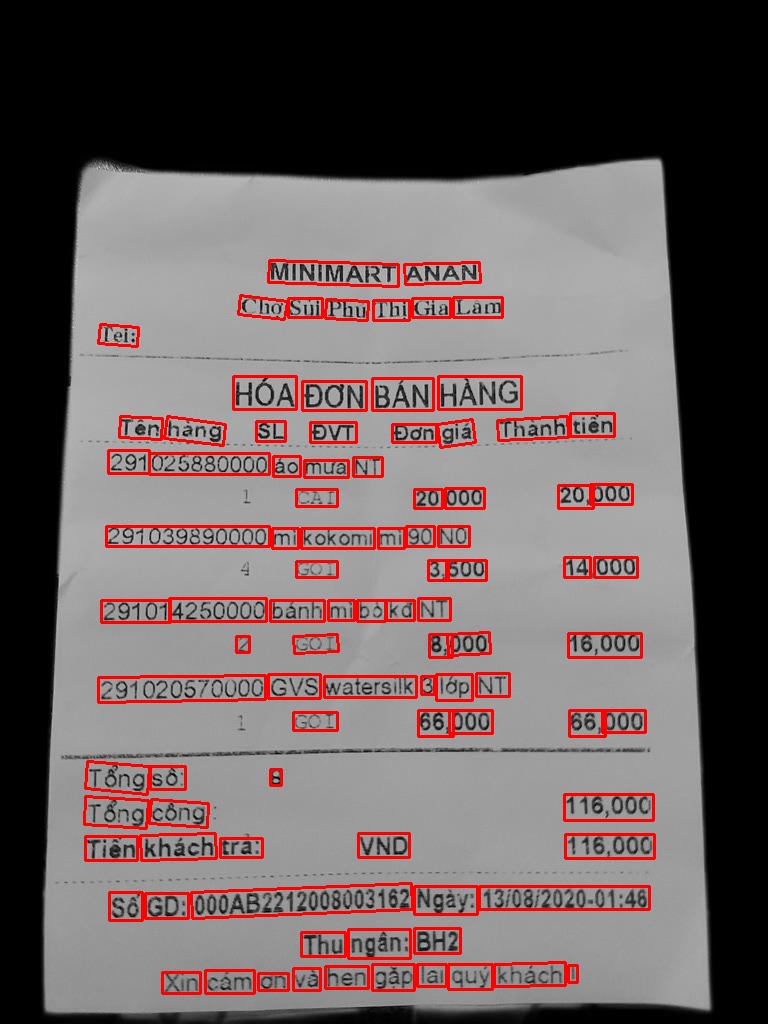 MINIMART ANAN
Chợ Sủi Phú Thị Gia Lâm
Tel:
HÓA ĐƠN BÁN HÀNG
Tên hàng SL ĐVT Đơn giá Thành tiền
291025880000 áo mưa NT
1 CAI 20,000 20,000
291039890000 mì kokomi mì 90 N0
4 GOI 3,500 14,000
291014250000 bánh mì bò kđ NT
2 GOI 8,000 16,000
291020570000 GVS watersilk 3 lớp NT
1 GOI 66,000 66,000
Tổng số: 8
Tổng cộng : 116,000
Tiền khách trả: VND 116,000
Số GD: 000AB2212008003162 Ngày: 13/08/2020-01:46
Thu ngân: BH2
Xin cảm ơn và hẹn gặp lại quý khách !